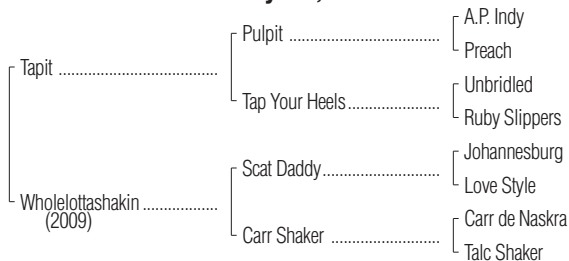 A.P. Indy
Pulpit
Preach
Tapit
Unbridled
Tap Your Heels
Ruby Slippers
Johannesburg
Scat Daddy
Love Style
Wholelottashakin
(2009)
Carr de Naskra
Carr Shaker
Talc Shaker